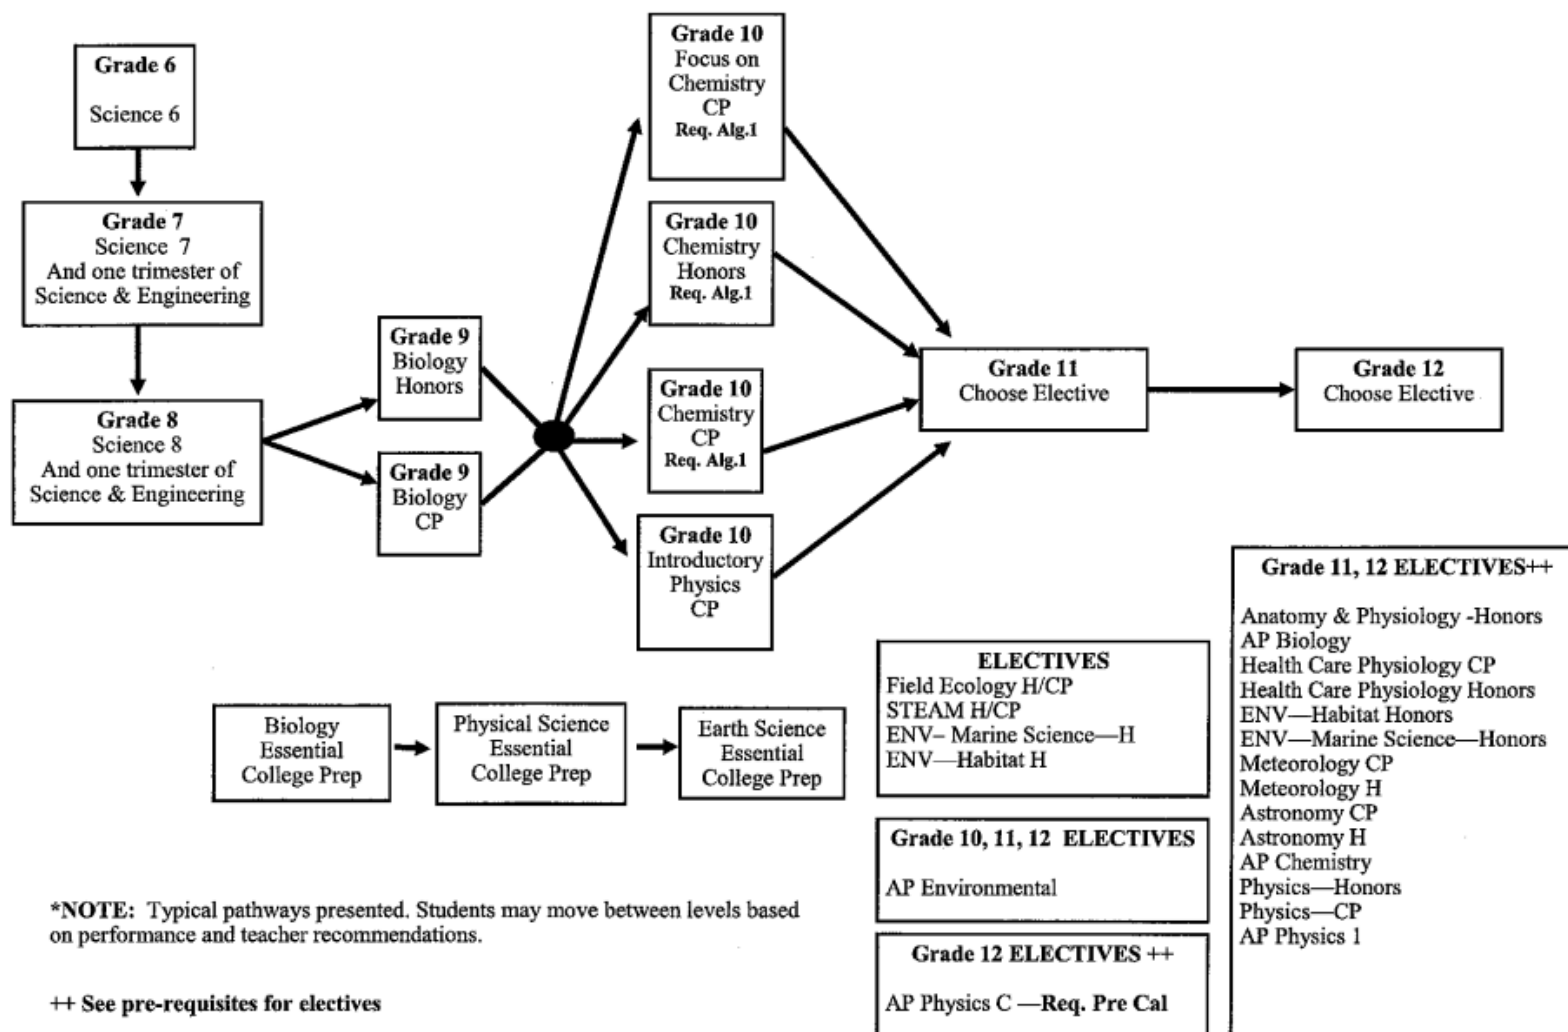 Grade 6
Science 6
Grade 7
Science 7
And one trimester of
Science & Engineering
Grade 8
Science 8
And one trimester of
Science & Engineering
Grade 9
Biology
Honors
Grade 9
Biology
CP
Grade 10
Focus on
Chemistry
CP
Req. Alg.1
Grade 10
Chemistry
Honors
Req. Alg.1
Grade 10
Chemistry
CP
Req. Alg.1
Grade 10
Introductory
Physics
CP
Grade 11
Choose Elective
Grade 12
Choose Elective
Biology
Essential
College Prep
Physical Science
Essential
College Prep
Earth Science
Essential
College Prep
ELECTIVES
Field Ecology H/CP
STEAM H/CP
ENV– Marine Science—H
ENV—Habitat H
Grade 10, 11, 12 ELECTIVES
AP Environmental
Grade 12 ELECTIVES ++
AP Physics C —Req. Pre Cal
Grade 11, 12 ELECTIVES++
Anatomy & Physiology -Honors
AP Biology
Health Care Physiology CP
Health Care Physiology Honors
ENV—Habitat Honors
ENV—Marine Science—Honors
Meteorology CP
Meteorology H
Astronomy CP
Astronomy H
AP Chemistry
Physics—Honors
Physics—CP
AP Physics 1
*NOTE: Typical pathways presented. Students may move between levels based
on performance and teacher recommendations.
++ See pre-requisites for electives